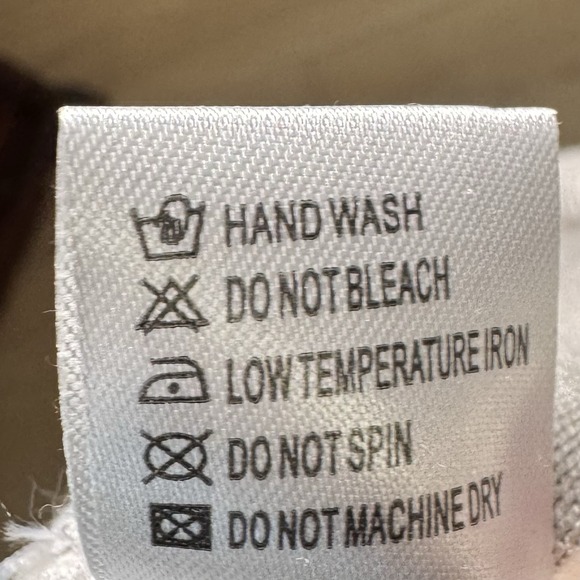 HAND WASH
DO NOT BLEACH
LOW TEMPERATURE IRON
DO NOT SPIN
DO NOT MACHINE DRY